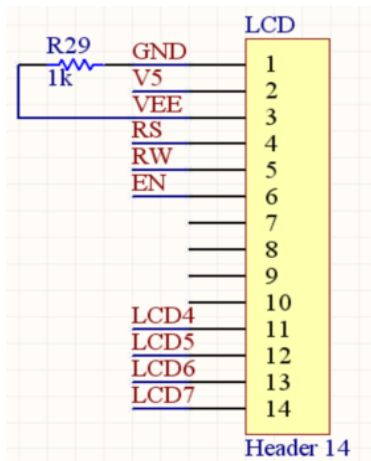 LCD
R29
1k
GND 1
V5 2
VEE 3
RS 4
RW 5
EN 6
7
8
9
10
LCD4 11
LCD5 12
LCD6 13
LCD7 14
Header 14